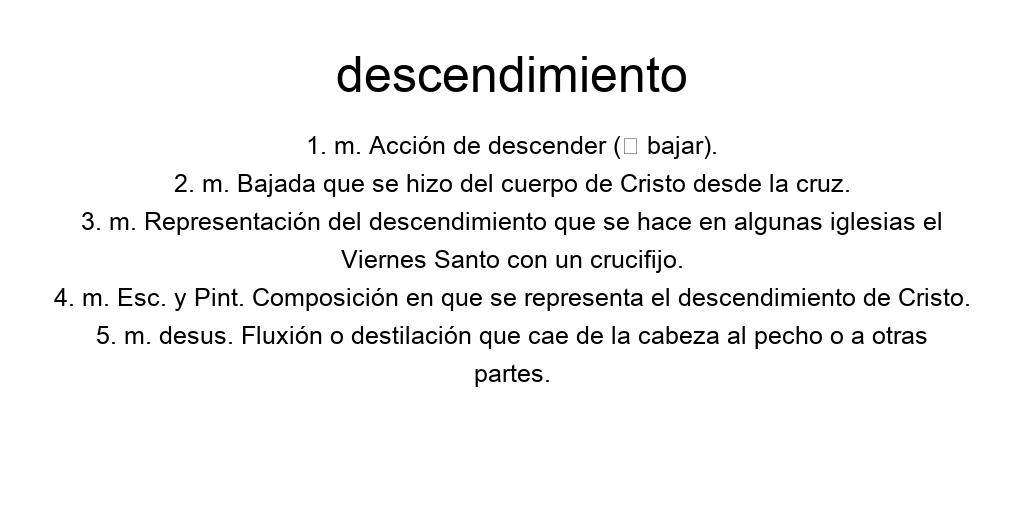 descendimiento
1. m. Acción de descender (▯ bajar).
2. m. Bajada que se hizo del cuerpo de Cristo desde la cruz.
3. m. Representación del descendimiento que se hace en algunas iglesias el
Viernes Santo con un crucifijo.
4. m. Esc. y Pint. Composición en que se representa el descendimiento de Cristo.
5. m. desus. Fluxión o destilación que cae de la cabeza al pecho o a otras
partes.